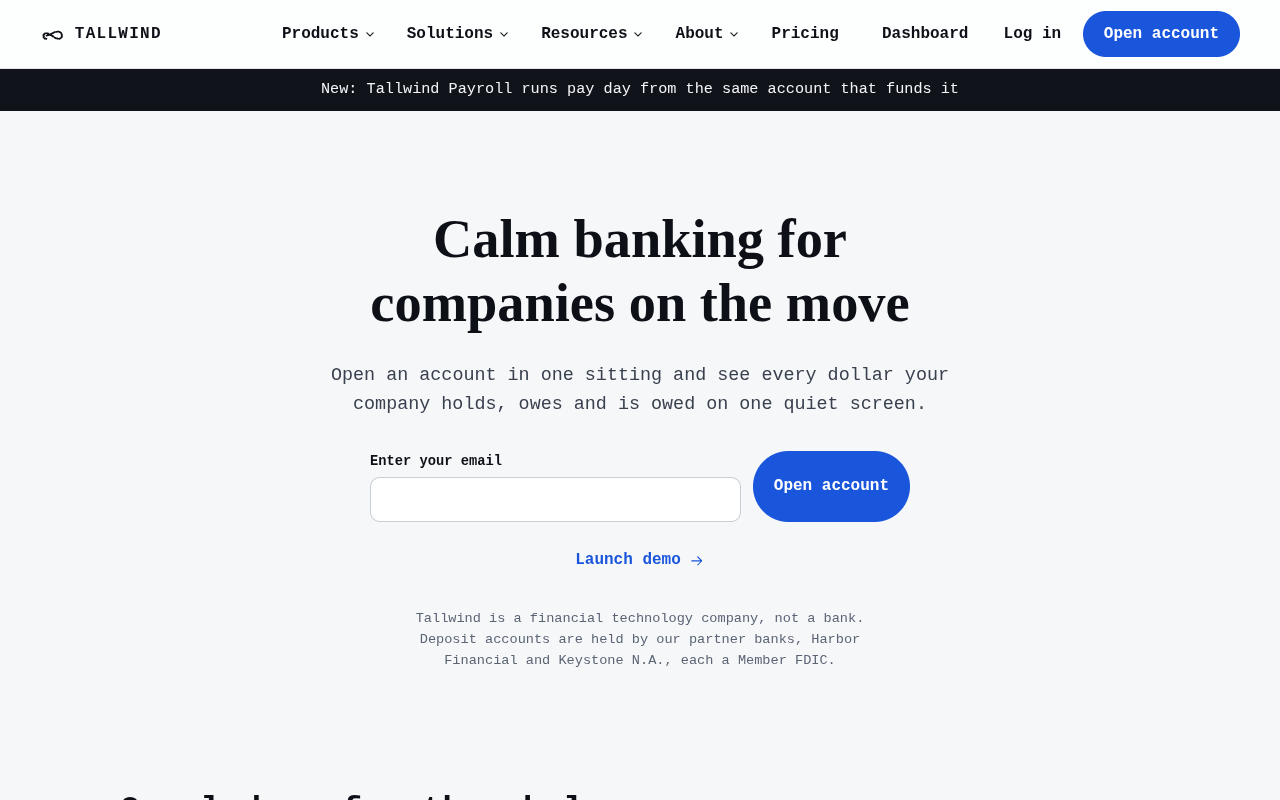 TALLWIND
Products
Solutions
Resources
About
Pricing
Dashboard
Log in
Open account
New: Tallwind Payroll runs pay day from the same account that funds it
Calm banking for
companies on the move
Open an account in one sitting and see every dollar your
company holds, owes and is owed on one quiet screen.
Enter your email
Open account
Launch demo →
Tallwind is a financial technology company, not a bank.
Deposit accounts are held by our partner banks, Harbor
Financial and Keystone N.A., each a Member FDIC.